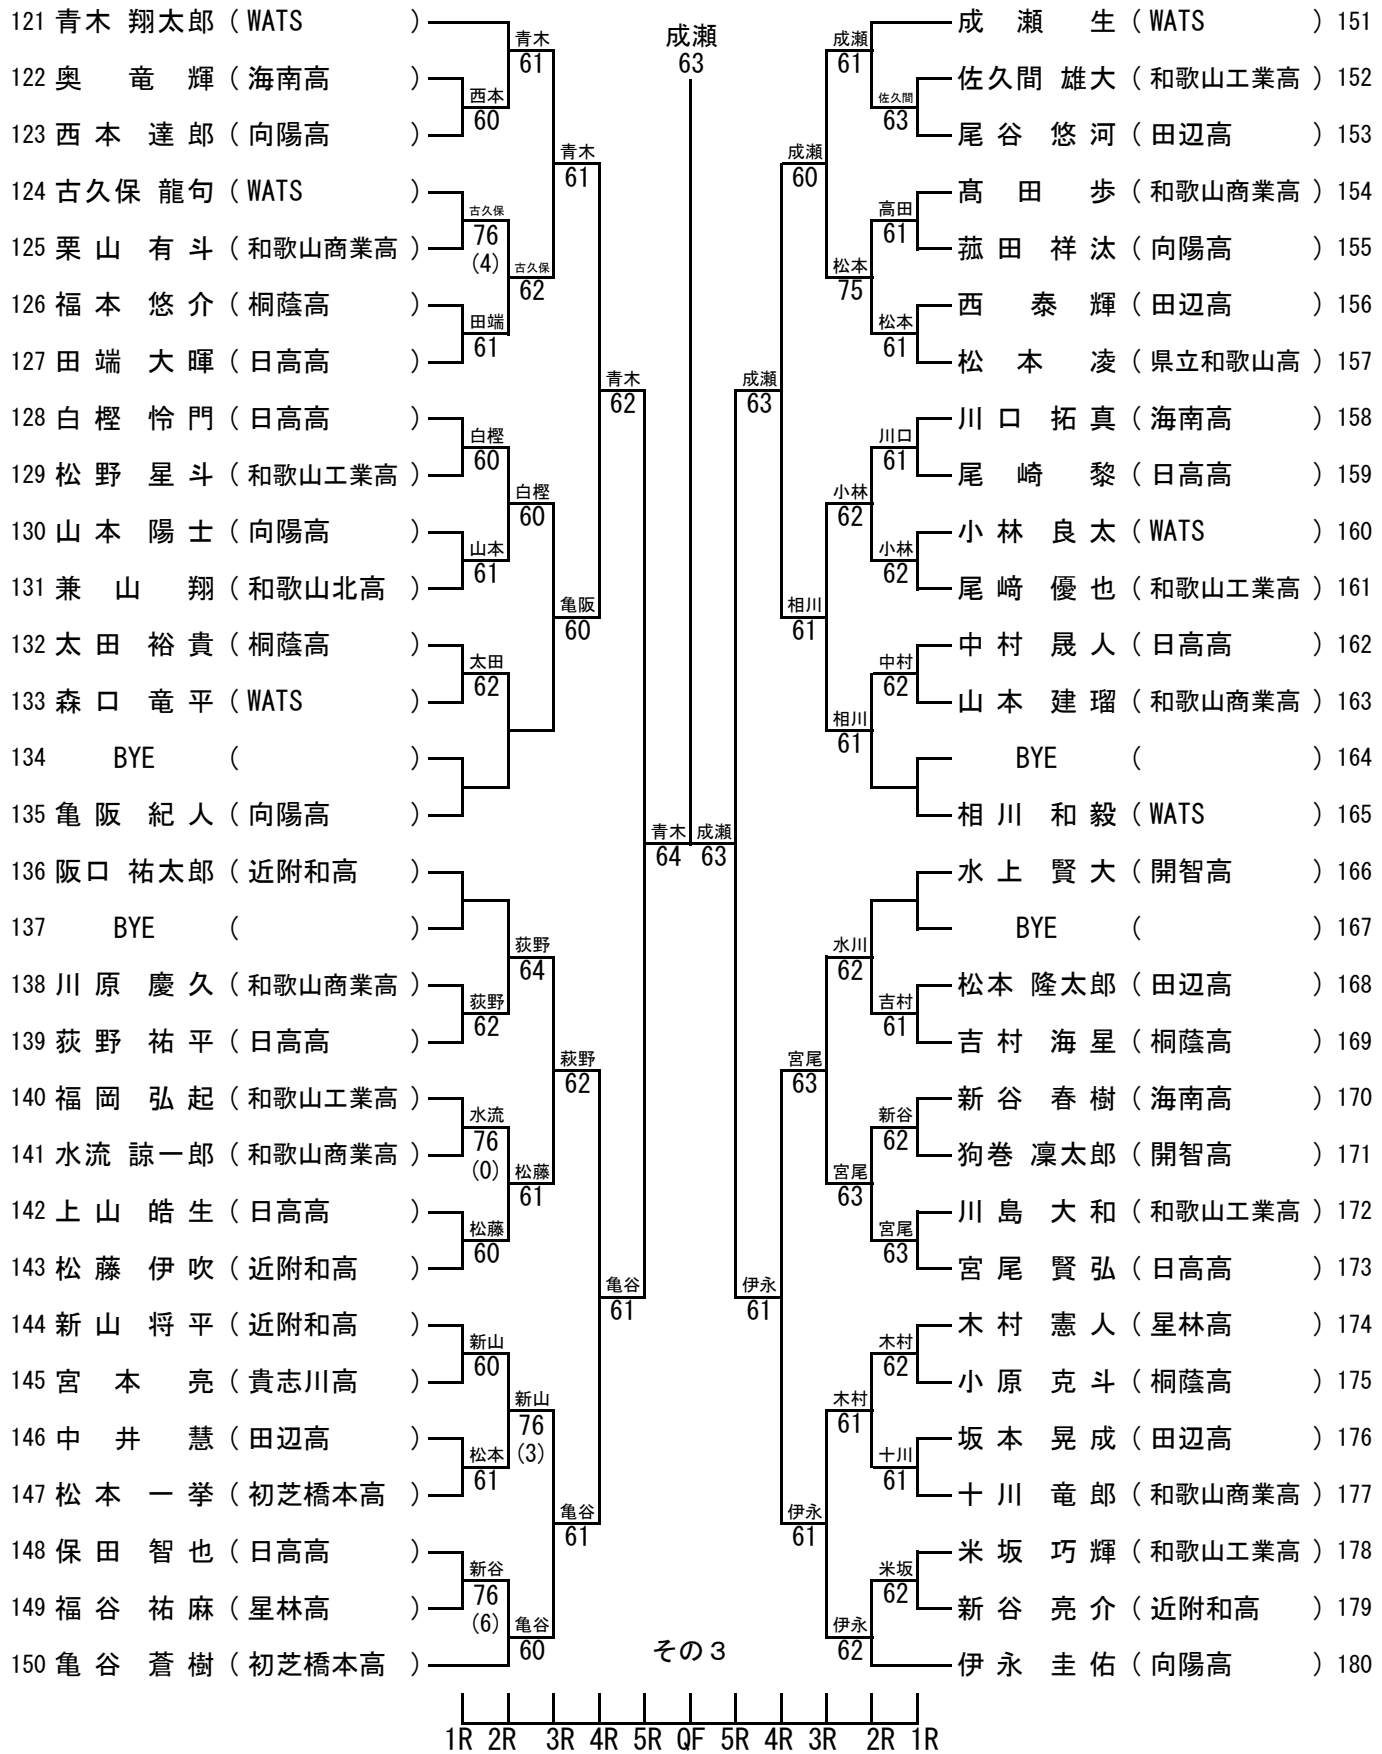 121 青木 翔太郎 ( WATS )
122 奥 竜 輝 ( 海南高 )
123 西 本 達 郎 ( 向陽高 )
124 古久保 龍句 ( WATS )
125 栗 山 有 斗 ( 和歌山商業高 )
126 福 本 悠 介 ( 桐蔭高 )
127 田 端 大 暉 ( 日高高 )
128 白 樫 怜 門 ( 日高高 )
129 松 野 星 斗 ( 和歌山工業高 )
130 山 本 陽 士 ( 向陽高 )
131 兼 山 翔 ( 和歌山北高 )
132 太 田 裕 貴 ( 桐蔭高 )
133 森 口 竜 平 ( WATS )
134 BYE ( )
135 亀 阪 紀 人 ( 向陽高 )
136 阪口 祐太郎 ( 近附和高 )
137 BYE ( )
138 川 原 慶 久 ( 和歌山商業高 )
139 荻 野 祐 平 ( 日高高 )
140 福 岡 弘 起 ( 和歌山工業高 )
141 水流 諒一郎 ( 和歌山商業高 )
142 上 山 皓 生 ( 日高高 )
143 松 藤 伊 吹 ( 近附和高 )
144 新 山 将 平 ( 近附和高 )
145 宮 本 亮 ( 貴志川高 )
146 中 井 慧 ( 田辺高 )
147 松 本 一 挙 ( 初芝橋本高 )
148 保 田 智 也 ( 日高高 )
149 福 谷 祐 麻 ( 星林高 )
150 亀 谷 蒼 樹 ( 初芝橋本高 )
西本
60
古久保
76
(4)
田端
61
白樫
60
山本
61
太田
62
荻野
62
水流
76
(0)
松藤
60
新山
60
松本
61
新谷
76
(6)
青木
61
古久保
62
白樫
60
荻野
64
松藤
61
新山
76
(3)
亀谷
60
青木
61
亀阪
60
萩野
62
亀谷
61
青木
62
亀谷
61
青木
64
成瀬
63
成瀬
63
成瀬
63
伊永
61
成瀬
60
相川
61
宮尾
63
伊永
61
成瀬
61
松本
75
小林
62
相川
61
水川
62
宮尾
63
木村
61
伊永
62
佐久間
63
高田
61
松本
61
川口
61
小林
62
中村
62
吉村
61
新谷
62
宮尾
63
木村
62
十川
61
米坂
62
成 瀬 生 ( WATS ) 151
佐久間 雄大 ( 和歌山工業高 ) 152
尾 谷 悠 河 ( 田辺高 ) 153
髙 田 歩 ( 和歌山商業高 ) 154
菰 田 祥 汰 ( 向陽高 ) 155
西 泰 輝 ( 田辺高 ) 156
松 本 凌 ( 県立和歌山高 ) 157
川 口 拓 真 ( 海南高 ) 158
尾 崎 黎 ( 日高高 ) 159
小 林 良 太 ( WATS ) 160
尾 﨑 優 也 ( 和歌山工業高 ) 161
中 村 晟 人 ( 日高高 ) 162
山 本 建 瑠 ( 和歌山商業高 ) 163
BYE ( ) 164
相 川 和 毅 ( WATS ) 165
水 上 賢 大 ( 開智高 ) 166
BYE ( ) 167
松本 隆太郎 ( 田辺高 ) 168
吉 村 海 星 ( 桐蔭高 ) 169
新 谷 春 樹 ( 海南高 ) 170
狗巻 凜太郎 ( 開智高 ) 171
川 島 大 和 ( 和歌山工業高 ) 172
宮 尾 賢 弘 ( 日高高 ) 173
木 村 憲 人 ( 星林高 ) 174
小 原 克 斗 ( 桐蔭高 ) 175
坂 本 晃 成 ( 田辺高 ) 176
十 川 竜 郎 ( 和歌山商業高 ) 177
米 坂 巧 輝 ( 和歌山工業高 ) 178
新 谷 亮 介 ( 近附和高 ) 179
伊 永 圭 佑 ( 向陽高 ) 180
その３
1R 2R 3R 4R 5R QF 5R 4R 3R 2R 1R